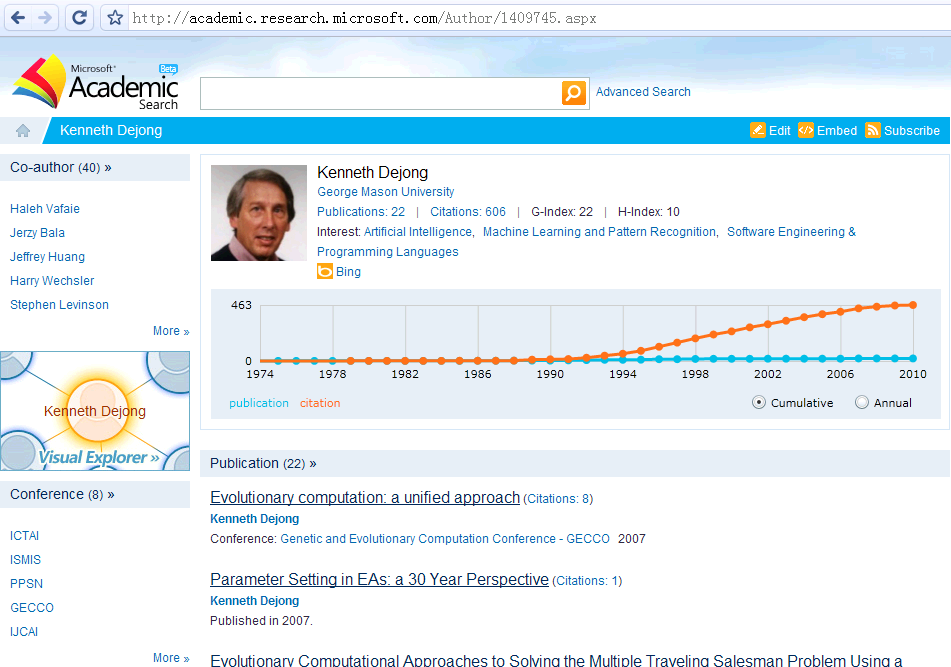 http://academic.research.microsoft.com/Author/1409745.aspx
Microsoft® Beta
Academic
Search
Advanced Search
Kenneth Dejong
Edit Embed Subscribe
Co-author (40) »
Haleh Vafaie
Jerzy Bala
Jeffrey Huang
Harry Wechsler
Stephen Levinson
More »
Kenneth Dejong
Visual Explorer »
Conference (8) »
ICTAI
ISMIS
PPSN
GECCO
IJCAI
More »
Kenneth Dejong
George Mason University
Publications: 22 | Citations: 606 | G-Index: 22 | H-Index: 10
Interest: Artificial Intelligence, Machine Learning and Pattern Recognition, Software Engineering &
Programming Languages
Bing
463
0
1974 1978 1982 1986 1990 1994 1998 2002 2006 2010
publication citation Cumulative Annual
Publication (22) »
Evolutionary computation: a unified approach (Citations: 8)
Kenneth Dejong
Conference: Genetic and Evolutionary Computation Conference - GECCO 2007
Parameter Setting in EAs: a 30 Year Perspective (Citations: 1)
Kenneth Dejong
Published in 2007.
Evolutionary Computational Approaches to Solving the Multiple Traveling Salesman Problem Using a